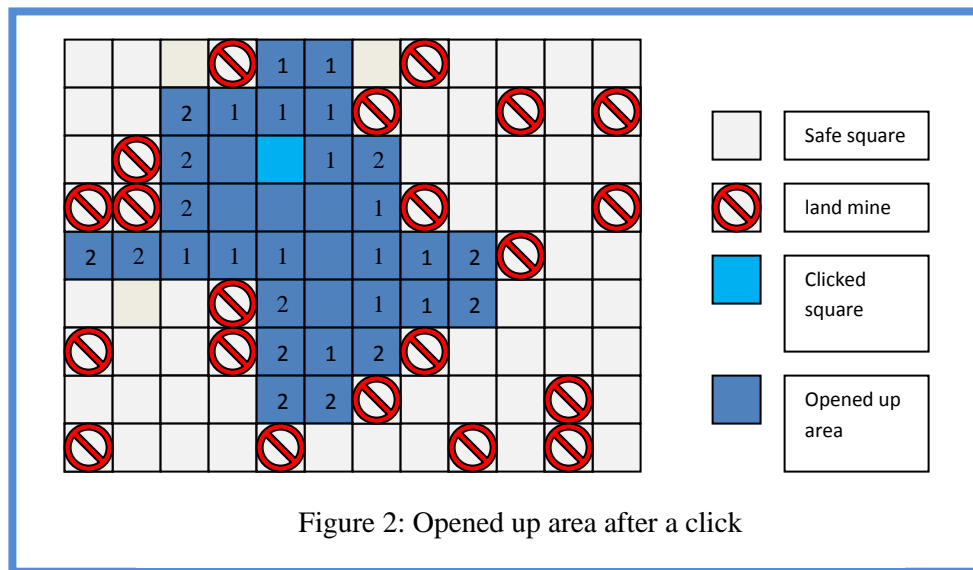 1 1
2 1 1 1
2 1 2
2 1
2 2 1 1 1 1 1 2
2 1 1 2
2 1 2
2 2
Safe square
land mine
Clicked
square
Opened up
area
Figure 2: Opened up area after a click